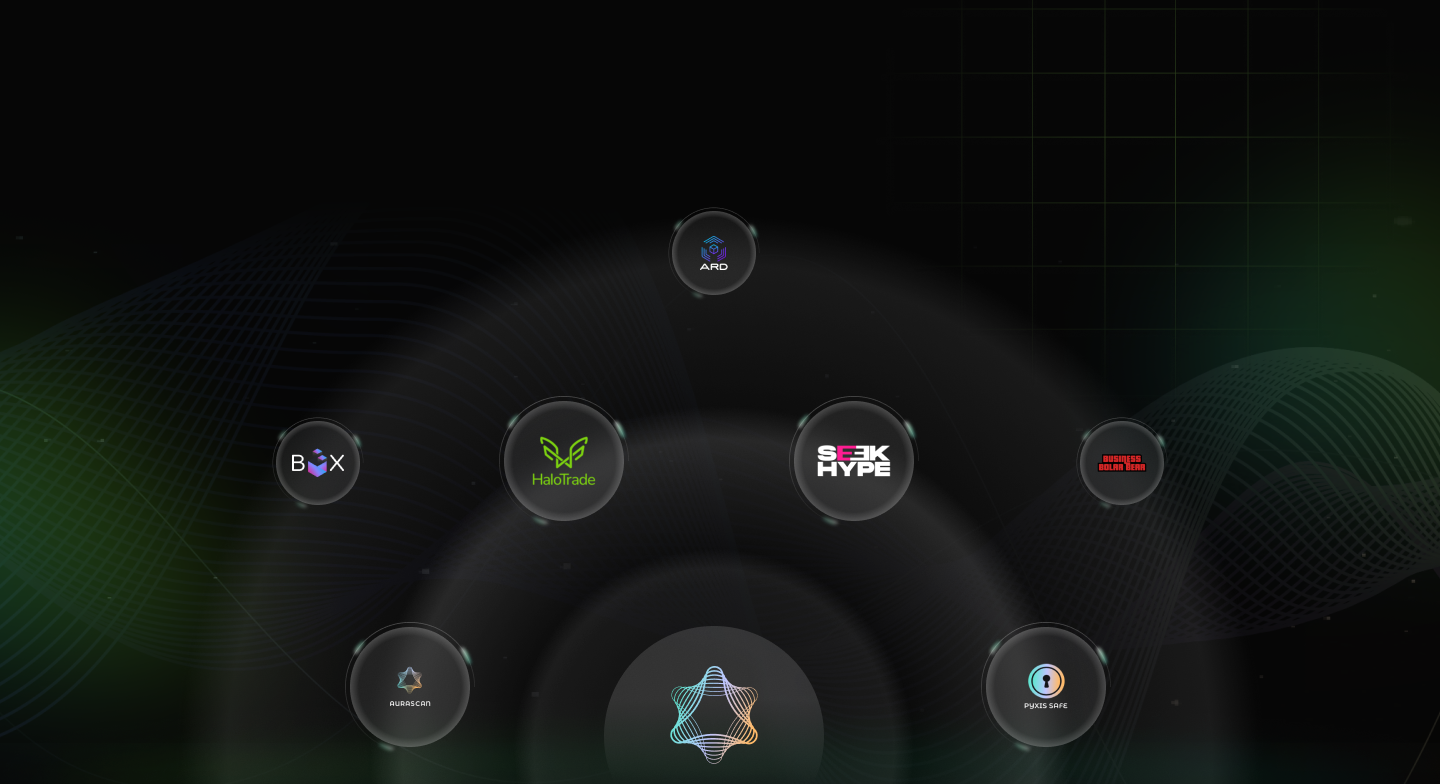 ARD
B X
HaloTrade
SEEK
HYPE
BUSINESS
DOLAR BEAR
AURASCAN
PYXIS SAFE